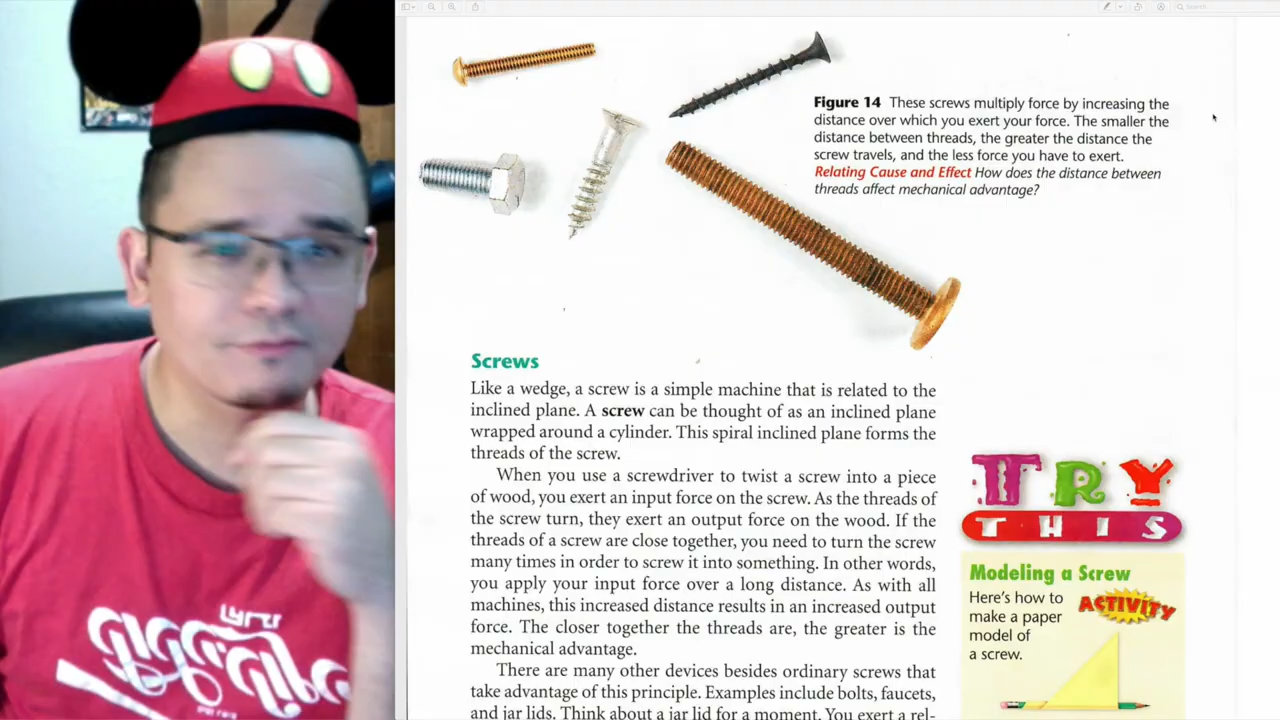 Search
Figure 14 These screws multiply force by increasing the
distance over which you exert your force. The smaller the
distance between threads, the greater the distance the
screw travels, and the less force you have to exert.
Relating Cause and Effect How does the distance between
threads affect mechanical advantage?
Screws
Like a wedge, a screw is a simple machine that is related to the
inclined plane. A screw can be thought of as an inclined plane
wrapped around a cylinder. This spiral inclined plane forms the
threads of the screw.
When you use a screwdriver to twist a screw into a piece
of wood, you exert an input force on the screw. As the threads of
the screw turn, they exert an output force on the wood. If the
threads of a screw are close together, you need to turn the screw
many times in order to screw it into something. In other words,
you apply your input force over a long distance. As with all
machines, this increased distance results in an increased output
force. The closer together the threads are, the greater is the
mechanical advantage.
There are many other devices besides ordinary screws that
take advantage of this principle. Examples include bolts, faucets,
and jar lids. Think about a jar lid for a moment. You exert a rel-
TRY
THIS
Modeling a Screw
Here's how to
make a paper
model of
a screw.
ACTIVITY